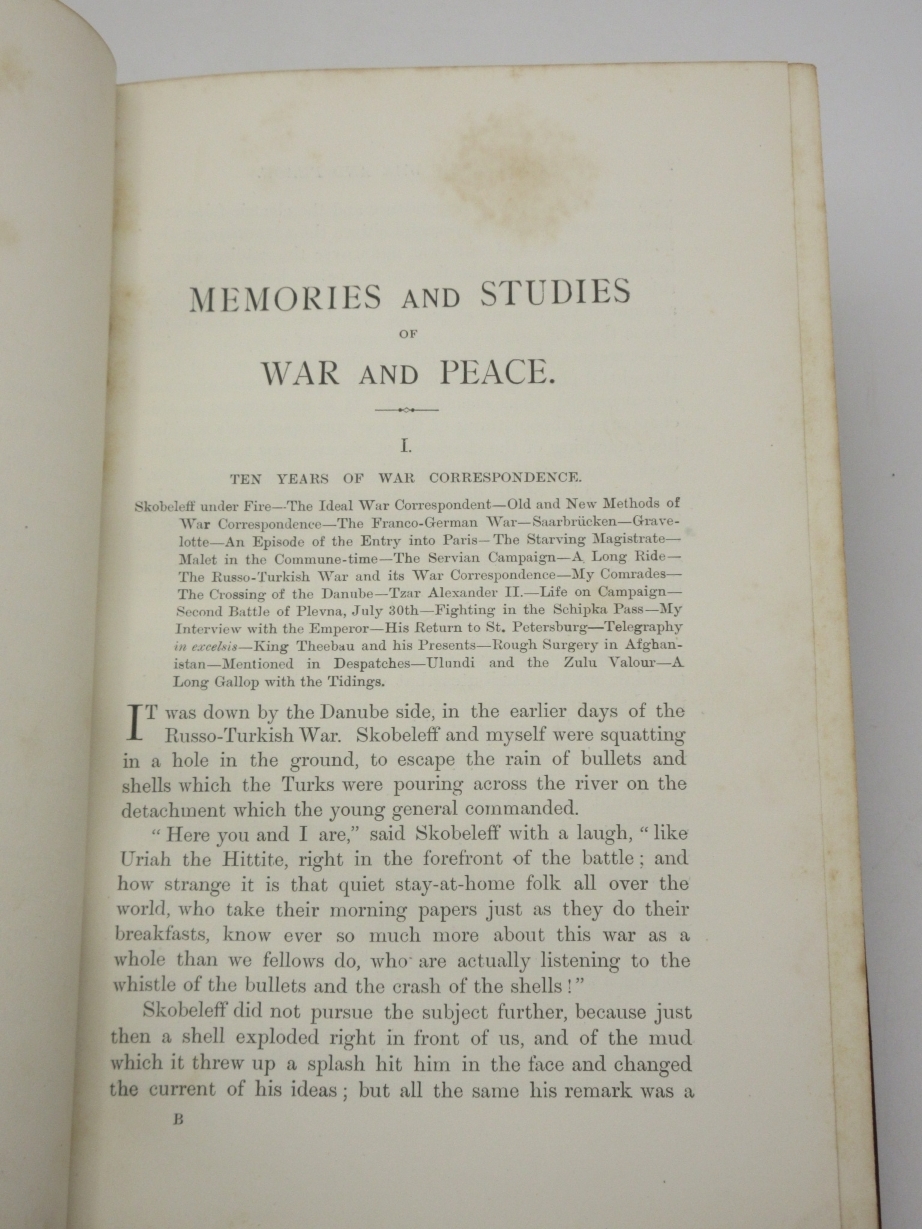 MEMORIES AND STUDIES
OF
WAR AND PEACE.
I.
TEN YEARS OF WAR CORRESPONDENCE.
Skobeleff under Fire—The Ideal War Correspondent—Old and New Methods of
War Correspondence—The Franco-German War—Saarbrücken—Grave-
lotte—An Episode of the Entry into Paris—The Starving Magistrate—
Malet in the Commune-time—The Servian Campaign—A Long Ride—
The Russo-Turkish War and its War Correspondence—My Comrades—
The Crossing of the Danube—Tzar Alexander II.—Life on Campaign—
Second Battle of Plevna, July 30th—Fighting in the Schipka Pass—My
Interview with the Emperor—His Return to St. Petersburg—Telegraphy
in excelsis—King Theebau and his Presents—Rough Surgery in Afghan-
istan—Mentioned in Despatches—Ulundi and the Zulu Valour—A
Long Gallop with the Tidings.
IT was down by the Danube side, in the earlier days of the
Russo-Turkish War. Skobeleff and myself were squatting
in a hole in the ground, to escape the rain of bullets and
shells which the Turks were pouring across the river on the
detachment which the young general commanded.
“Here you and I are,” said Skobeleff with a laugh, “like
Uriah the Hittite, right in the forefront of the battle; and
how strange it is that quiet stay-at-home folk all over the
world, who take their morning papers just as they do their
breakfasts, know ever so much more about this war as a
whole than we fellows do, who are actually listening to the
whistle of the bullets and the crash of the shells!”
Skobeleff did not pursue the subject further, because just
then a shell exploded right in front of us, and of the mud
which it threw up a splash hit him in the face and changed
the current of his ideas; but all the same his remark was a
B